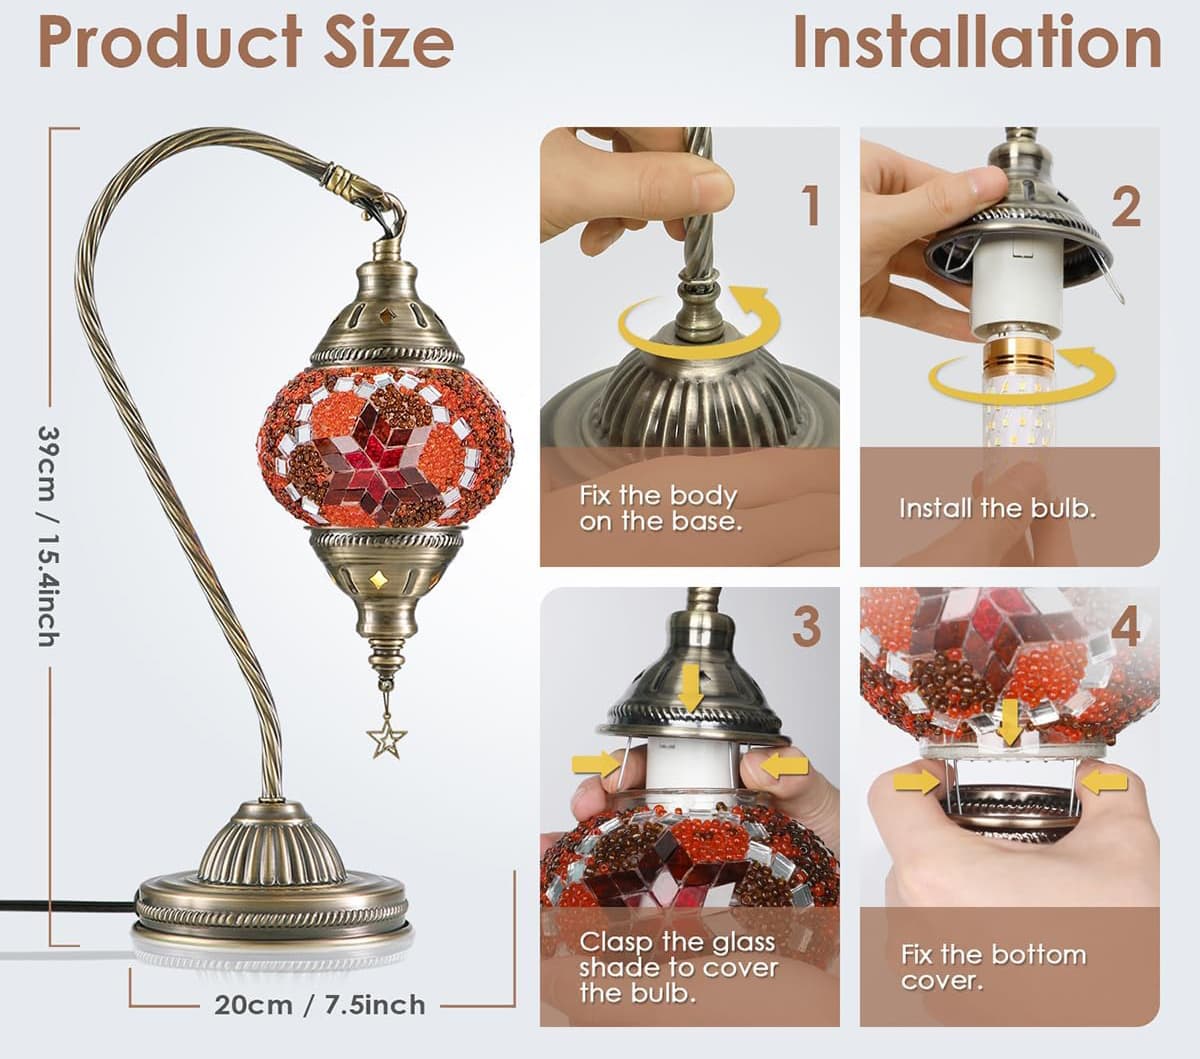 Product Size
Installation
39cm / 15.4inch
20cm / 7.5inch
1
Fix the body
on the base.
2
Install the bulb.
3
Clasp the glass
shade to cover
the bulb.
4
Fix the bottom
cover.